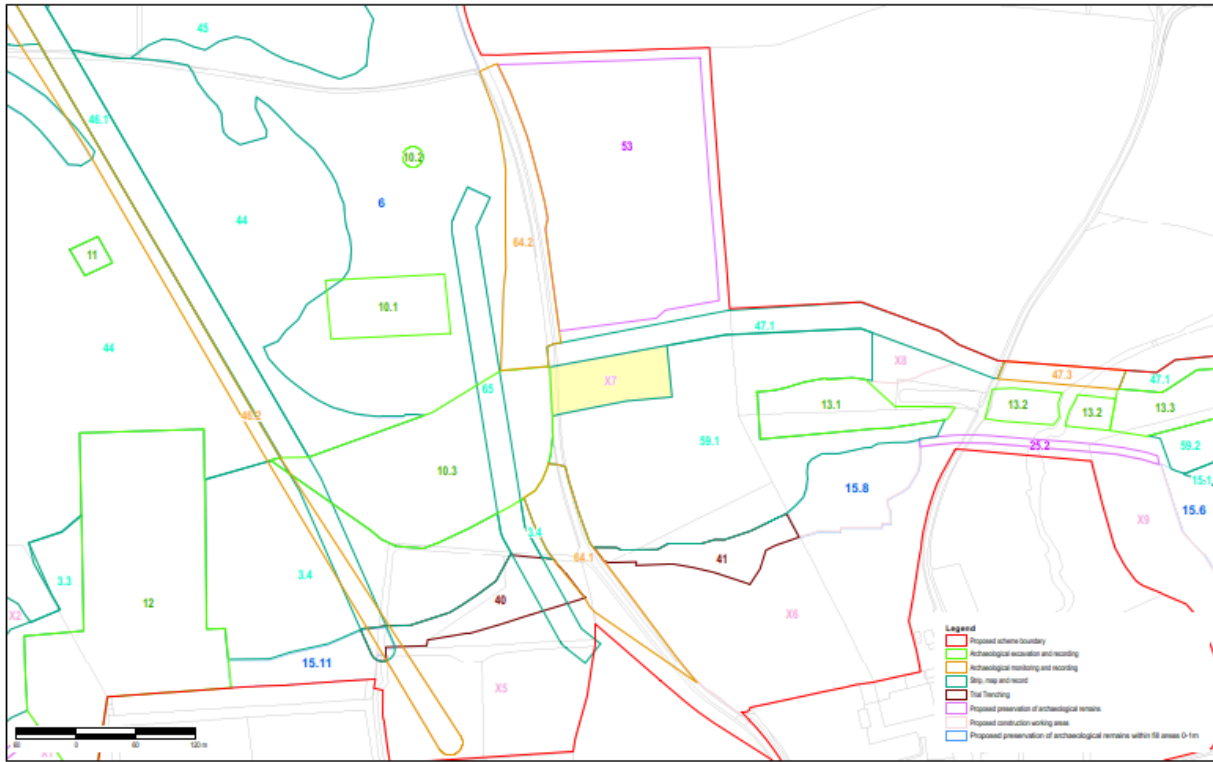 45
46.1
53
10.2
6
44
64.2
11
10.1
47.1
44
X8
47.3
47.1
65
X7
46.2
13.1
13.2
13.2
13.3
59.1
25.2
59.2
10.3
15.8
15.1
15.6
X9
3.4
64.1
41
3.3
3.4
40
12
X2
X6
15.11
X5
Legend
Proposed scheme boundary
Archaeological excavation and recording
Archaeological monitoring and recording
Strip, map and record
Trial Trenching
Proposed preservation of archaeological remains
Proposed construction working areas
Proposed preservation of archaeological remains within fill areas 0-1m
60 0 60 120 m